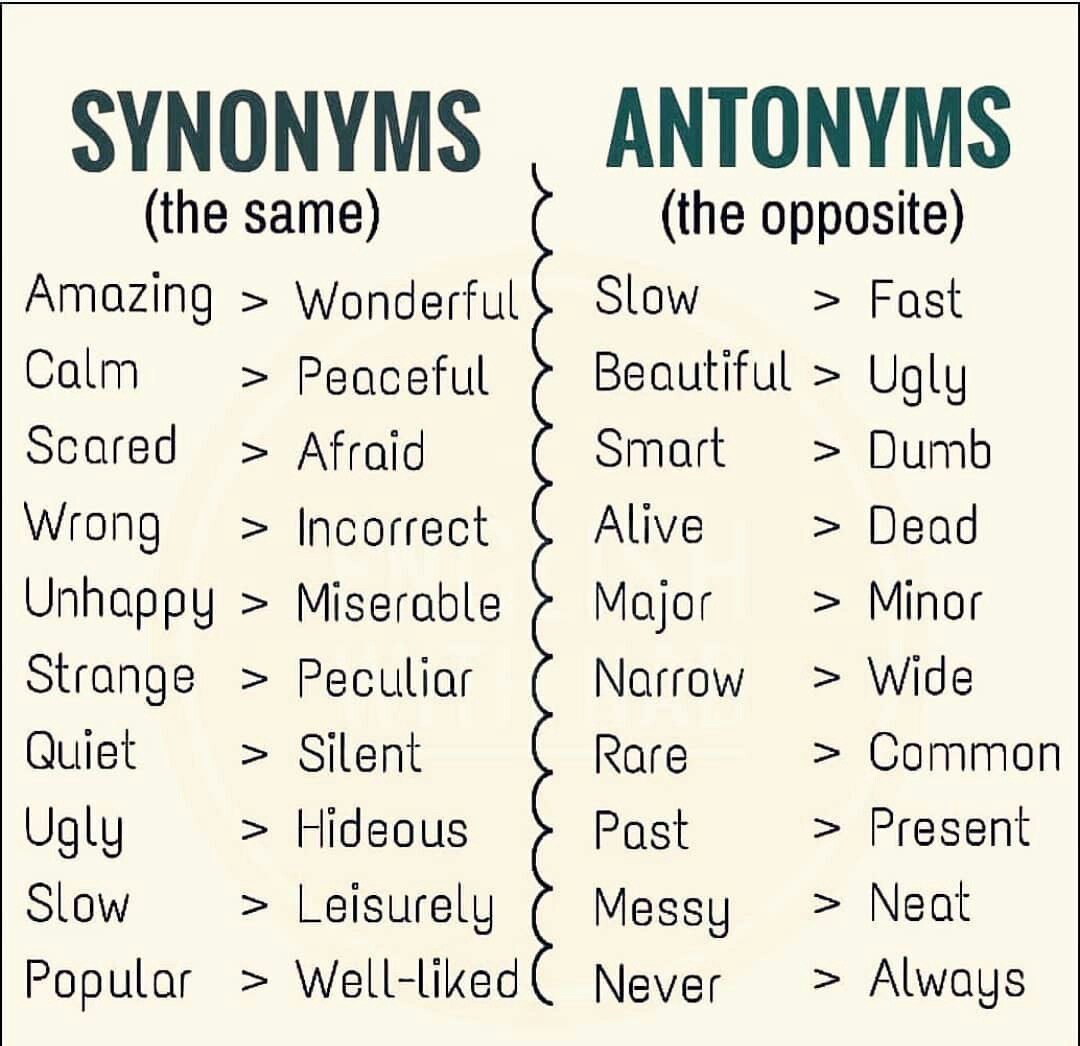 SYNONYMS
(the same)
Amazing > Wonderful
Calm > Peaceful
Scared > Afraid
Wrong > Incorrect
Unhappy > Miserable
Strange > Peculiar
Quiet > Silent
Ugly > Hideous
Slow > Leisurely
Popular > Well-liked
ANTONYMS
(the opposite)
Slow > Fast
Beautiful > Ugly
Smart > Dumb
Alive > Dead
Major > Minor
Narrow > Wide
Rare > Common
Past > Present
Messy > Neat
Never > Always